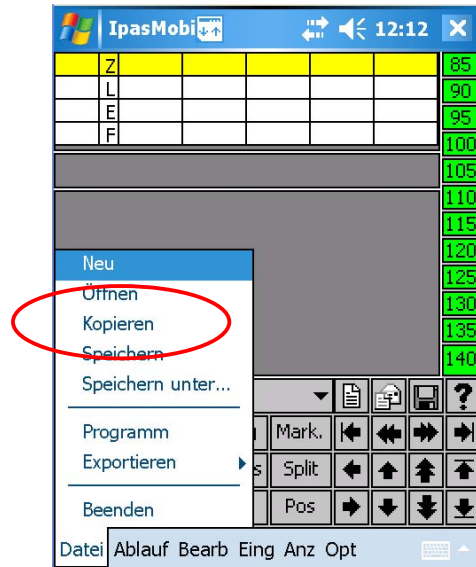 IpasMobi 12:12
Z
L
E
F
85
90
95
100
105
110
115
120
125
130
135
140
Neu
Öffnen
Kopieren
Speichern
Speichern unter...
Programm
Exportieren
Beenden
?
Mark.
s Split
Pos
Datei Ablauf Bearb Eing Anz Opt